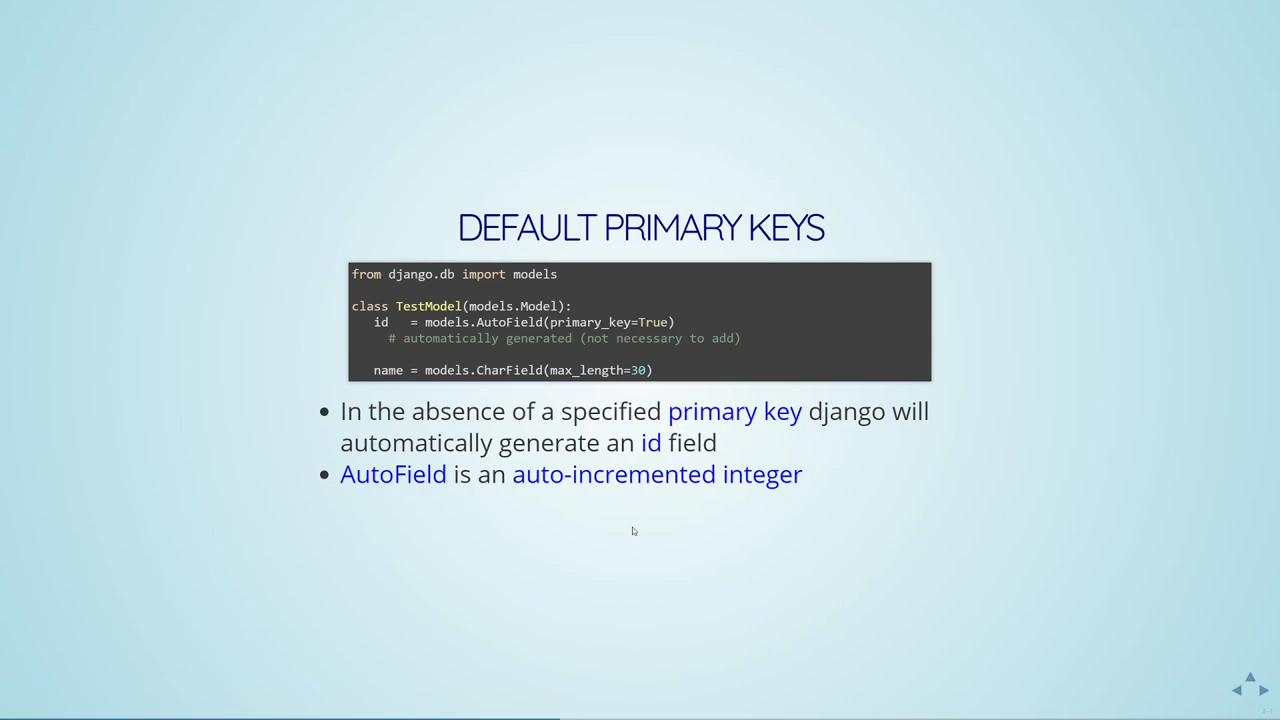 DEFAULT PRIMARY KEYS
from django.db import models
class TestModel(models.Model):
id = models.AutoField(primary_key=True)
# automatically generated (not necessary to add)
name = models.CharField(max_length=30)
In the absence of a specified primary key django will
automatically generate an id field
AutoField is an auto-incremented integer